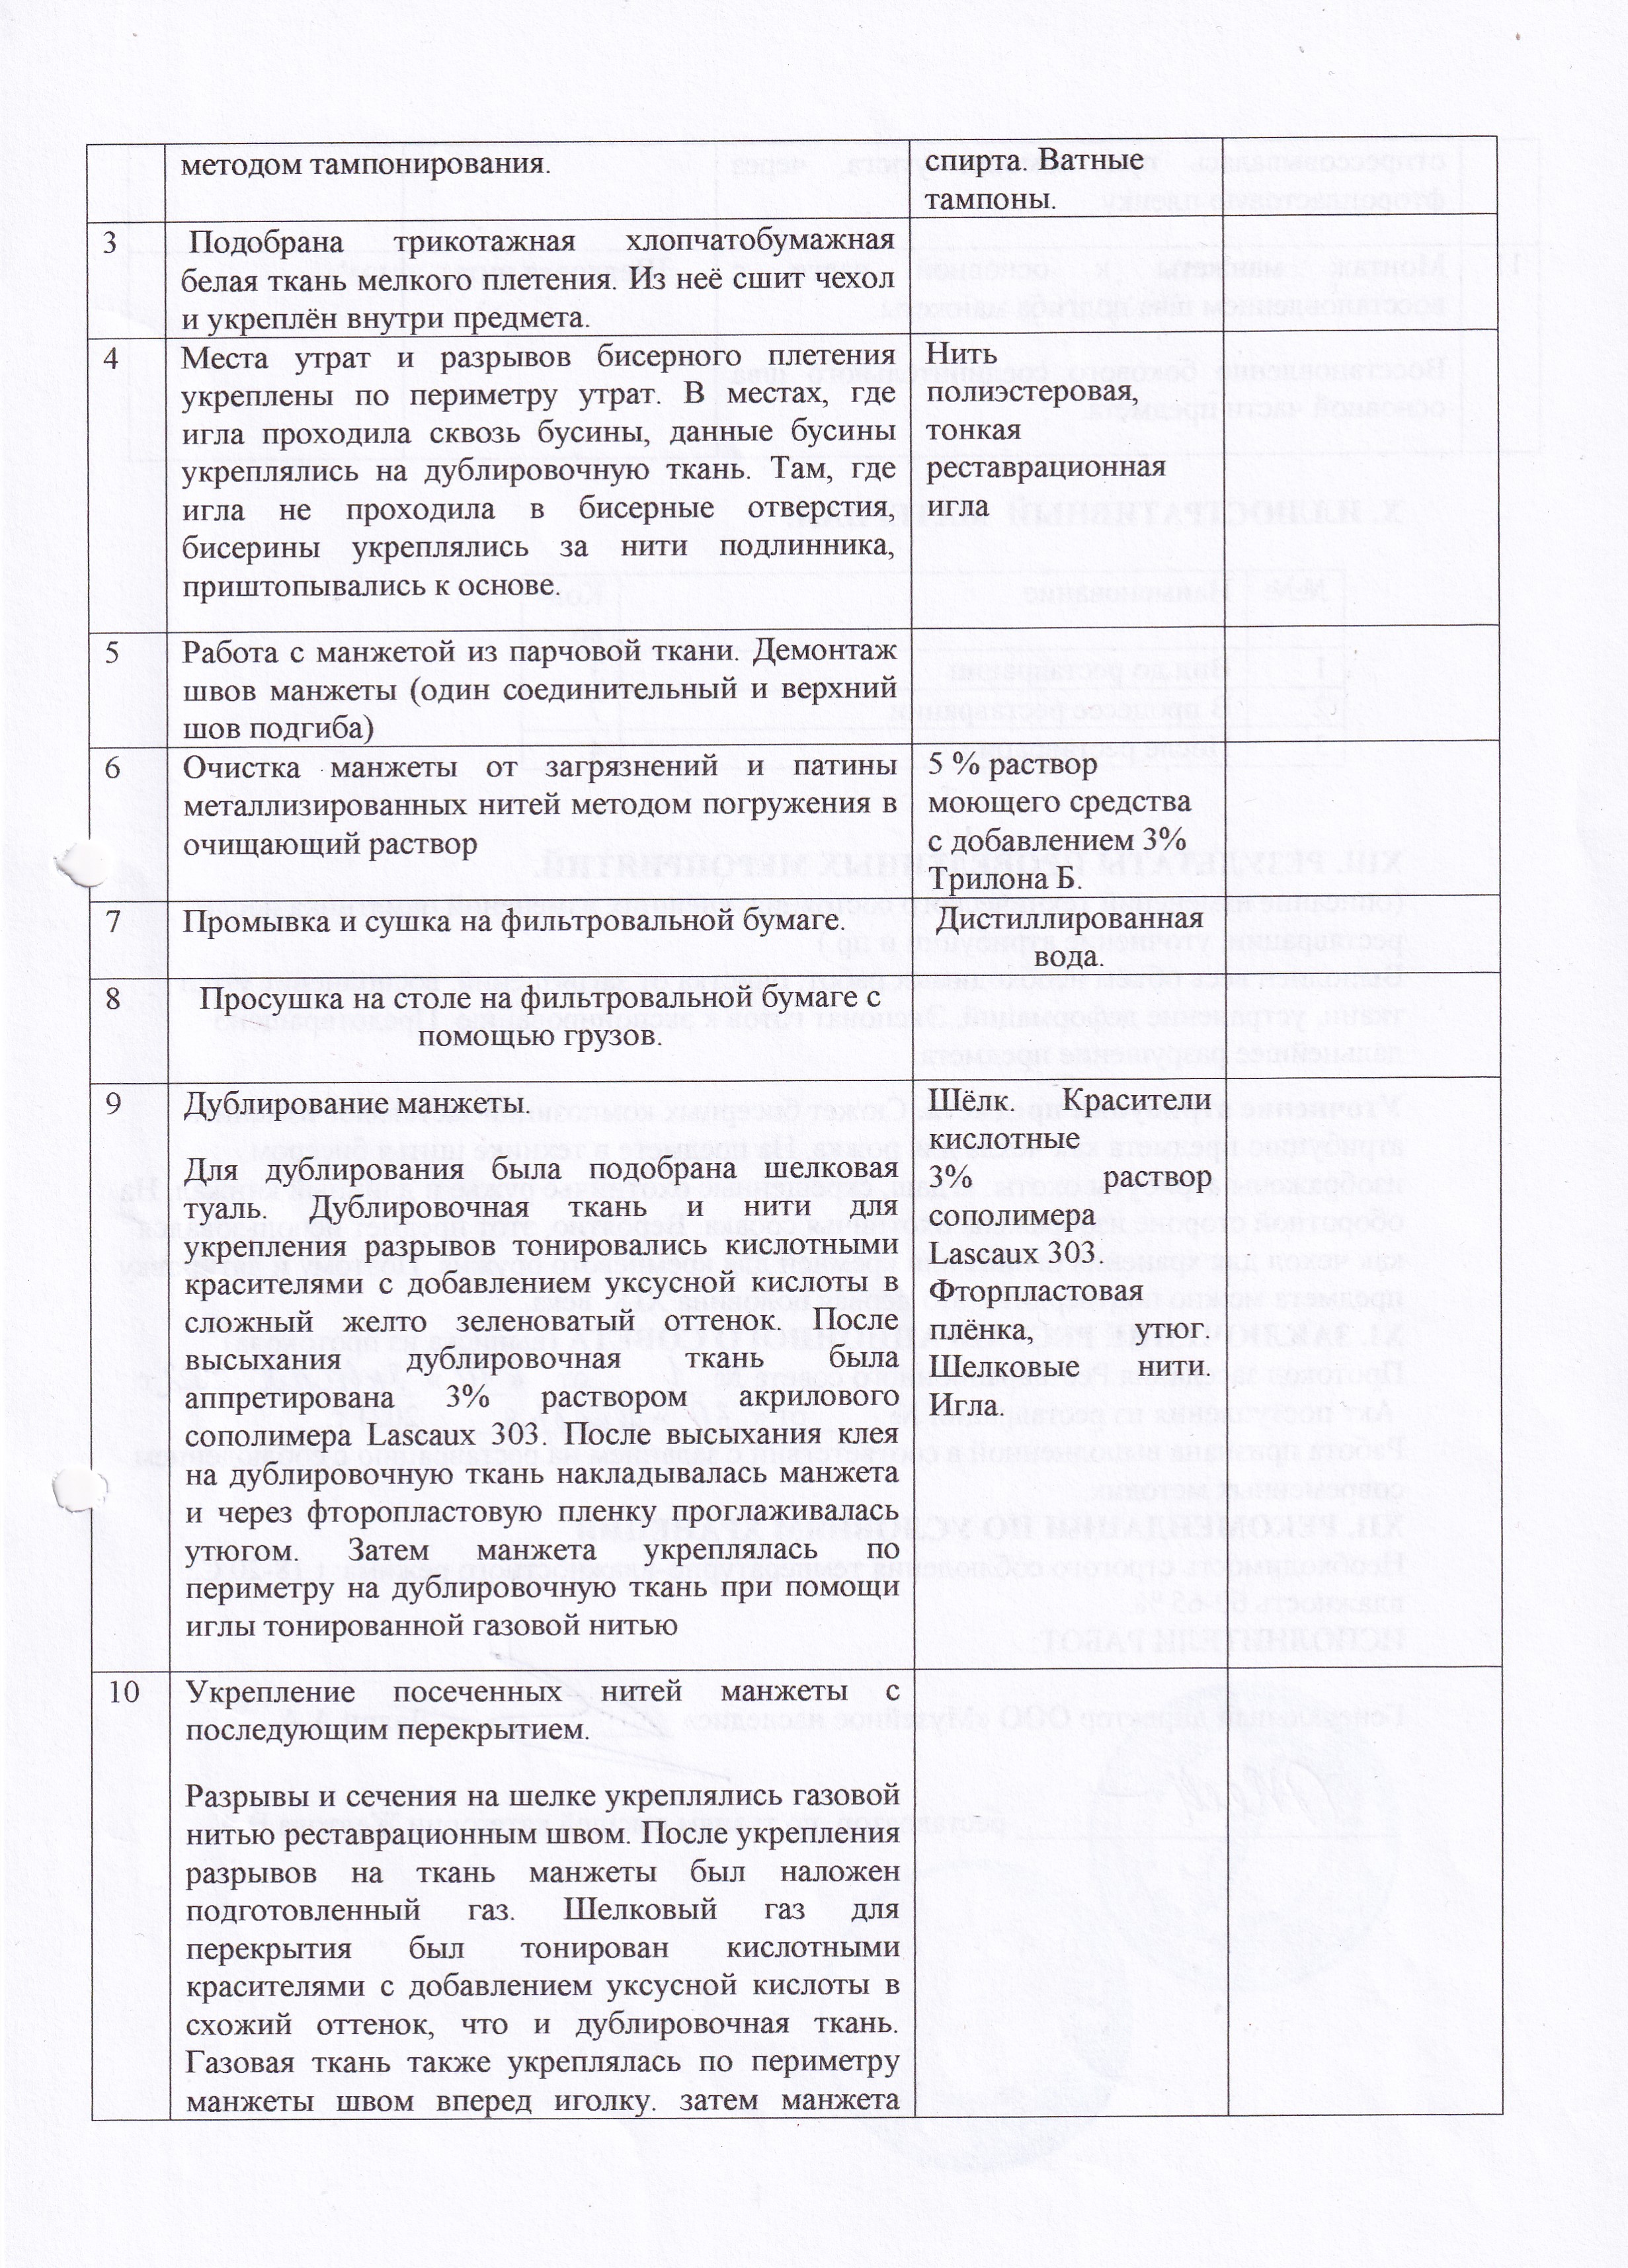 методом тампонирования.
спирта. Ватные
тампоны.
3
Подобрана трикотажная хлопчатобумажная
белая ткань мелкого плетения. Из неё сшит чехол
и укреплён внутри предмета.
4
Места утрат и разрывов бисерного плетения
укреплены по периметру утрат. В местах, где
игла проходила сквозь бусины, данные бусины
укреплялись на дублировочную ткань. Там, где
игла не проходила в бисерные отверстия,
бисерины укреплялись за нити подлинника,
приштопывались к основе.
Нить
полиэстеровая,
тонкая
реставрационная
игла
5
Работа с манжетой из парчовой ткани. Демонтаж
швов манжеты (один соединительный и верхний
шов подгиба)
6
Очистка манжеты от загрязнений и патины
металлизированных нитей методом погружения в
очищающий раствор
5 % раствор
моющего средства
с добавлением 3%
Трилона Б.
7
Промывка и сушка на фильтровальной бумаге.
Дистиллированная
вода.
8
Просушка на столе на фильтровальной бумаге с
помощью грузов.
9
Дублирование манжеты.
Для дублирования была подобрана шелковая
туаль. Дублировочная ткань и нити для
укрепления разрывов тонировались кислотными
красителями с добавлением уксусной кислоты в
сложный желто зеленоватый оттенок. После
высыхания дублировочная ткань была
аппретирована 3% раствором акрилового
сополимера Lascaux 303. После высыхания клея
на дублировочную ткань накладывалась манжета
и через фторопластовую пленку проглаживалась
утюгом. Затем манжета укреплялась по
периметру на дублировочную ткань при помощи
иглы тонированной газовой нитью
Шёлк. Красители
кислотные
3% раствор
сополимера
Lascaux 303.
Фторпластовая
плёнка, утюг.
Шелковые нити.
Игла.
10
Укрепление посеченных нитей манжеты с
последующим перекрытием.
Разрывы и сечения на шелке укреплялись газовой
нитью реставрационным швом. После укрепления
разрывов на ткань манжеты был наложен
подготовленный газ. Шелковый газ для
перекрытия был тонирован кислотными
красителями с добавлением уксусной кислоты в
схожий оттенок, что и дублировочная ткань.
Газовая ткань также укреплялась по периметру
манжеты швом вперед иголку. затем манжета